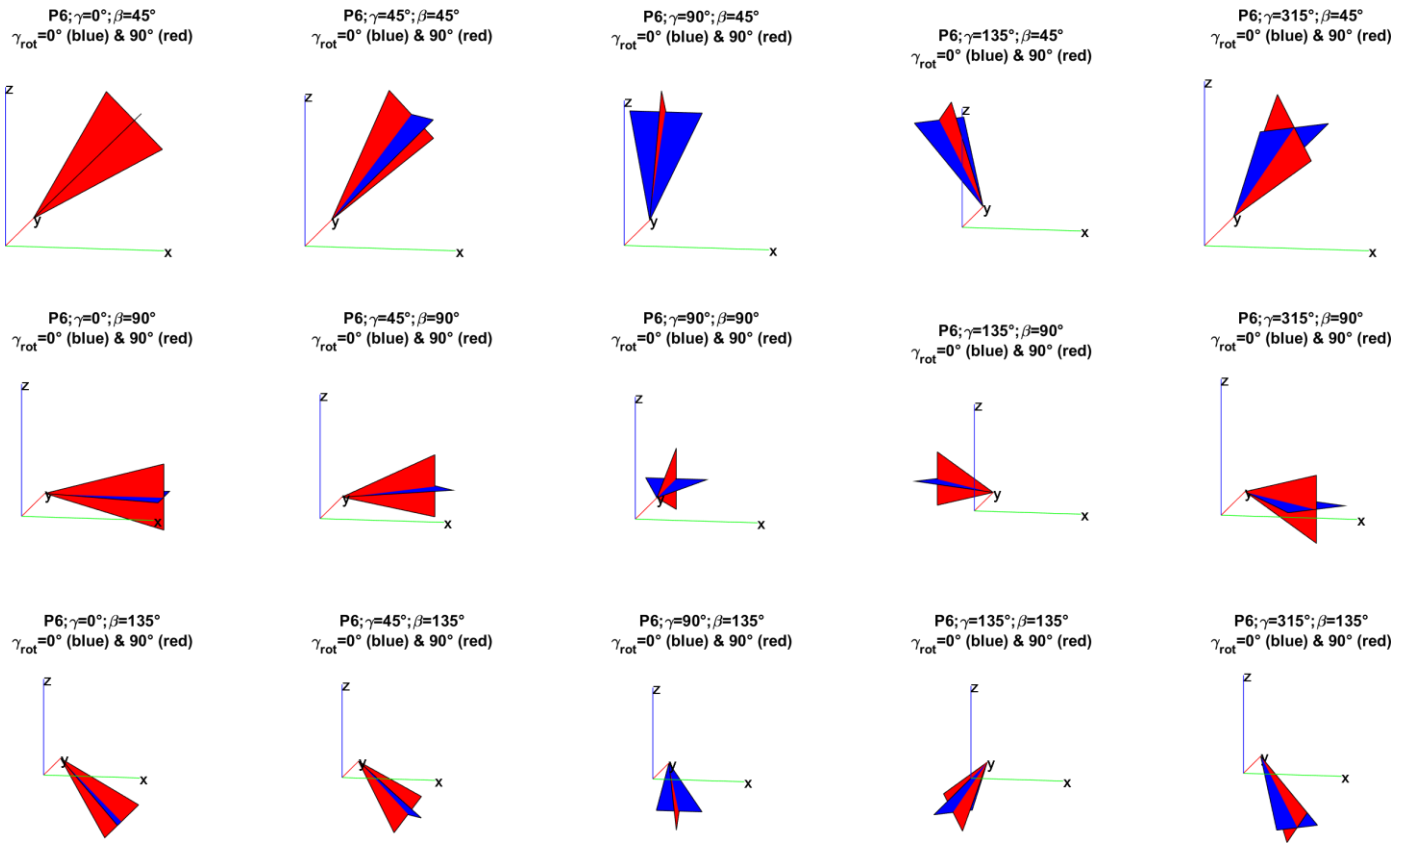 P6;γ=0°;β=45°
γrot=0° (blue) & 90° (red)
P6;γ=45°;β=45°
γrot=0° (blue) & 90° (red)
P6;γ=90°;β=45°
γrot=0° (blue) & 90° (red)
P6;γ=135°;β=45°
γrot=0° (blue) & 90° (red)
P6;γ=315°;β=45°
γrot=0° (blue) & 90° (red)
z
y
x
z
y
x
z
y
x
z
y
x
z
y
x
P6;γ=0°;β=90°
γrot=0° (blue) & 90° (red)
P6;γ=45°;β=90°
γrot=0° (blue) & 90° (red)
P6;γ=90°;β=90°
γrot=0° (blue) & 90° (red)
P6;γ=135°;β=90°
γrot=0° (blue) & 90° (red)
P6;γ=315°;β=90°
γrot=0° (blue) & 90° (red)
z
y
x
z
y
x
z
y
x
z
y
x
z
y
x
P6;γ=0°;β=135°
γrot=0° (blue) & 90° (red)
P6;γ=45°;β=135°
γrot=0° (blue) & 90° (red)
P6;γ=90°;β=135°
γrot=0° (blue) & 90° (red)
P6;γ=135°;β=135°
γrot=0° (blue) & 90° (red)
P6;γ=315°;β=135°
γrot=0° (blue) & 90° (red)
z
y
x
z
y
x
z
y
x
z
y
x
z
y
x